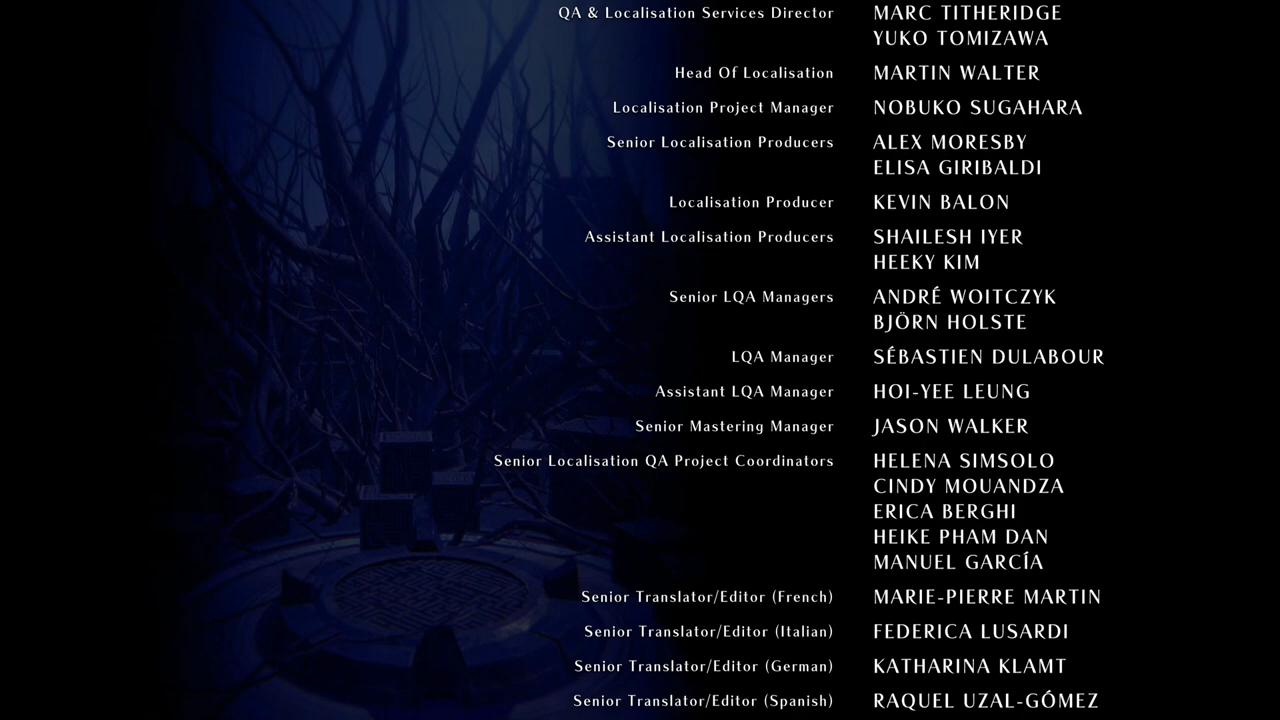 QA & Localisation Services Director MARC TITHERIDGE
YUKO TOMIZAWA
Head Of Localisation MARTIN WALTER
Localisation Project Manager NOBUKO SUGAHARA
Senior Localisation Producers ALEX MORESBY
ELISA GIRIBALDI
Localisation Producer KEVIN BALON
Assistant Localisation Producers SHAILESH IYER
HEEKY KIM
Senior LQA Managers ANDRÉ WOITCZYK
BJÖRN HOLSTE
LQA Manager SÉBASTIEN DULABOUR
Assistant LQA Manager HOI-YEE LEUNG
Senior Mastering Manager JASON WALKER
Senior Localisation QA Project Coordinators HELENA SIMSOLO
CINDY MOUANDZA
ERICA BERGHI
HEIKE PHAM DAN
MANUEL GARCÍA
Senior Translator/Editor (French) MARIE-PIERRE MARTIN
Senior Translator/Editor (Italian) FEDERICA LUSARDI
Senior Translator/Editor (German) KATHARINA KLAMT
Senior Translator/Editor (Spanish) RAQUEL UZAL-GÓMEZ